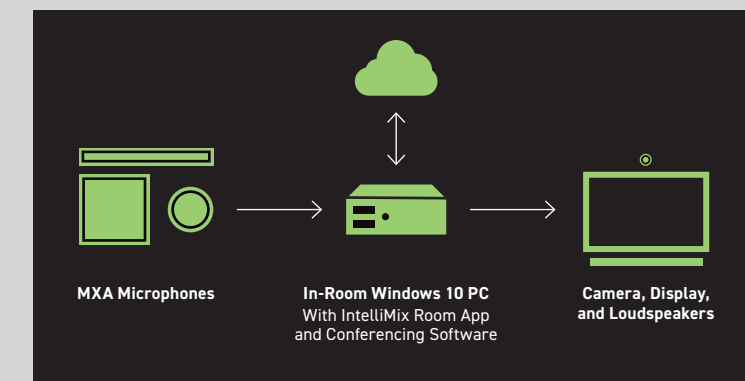 MXA Microphones
In-Room Windows 10 PC
With IntelliMix Room App
and Conferencing Software
Camera, Display,
and Loudspeakers